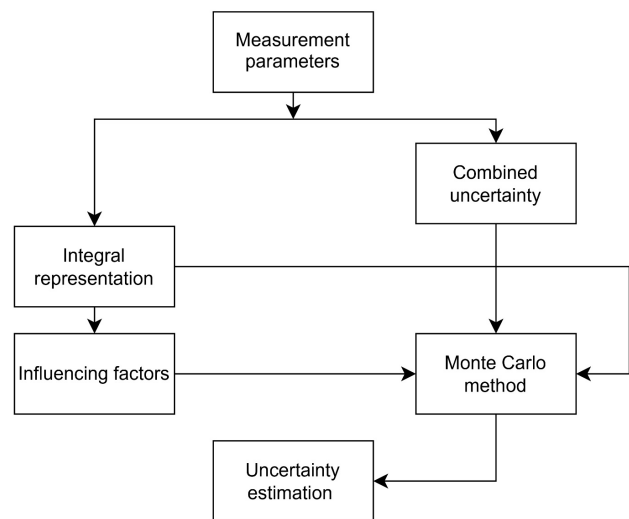 Measurement
parameters
Combined
uncertainty
Integral
representation
Influencing factors
Monte Carlo
method
Uncertainty
estimation